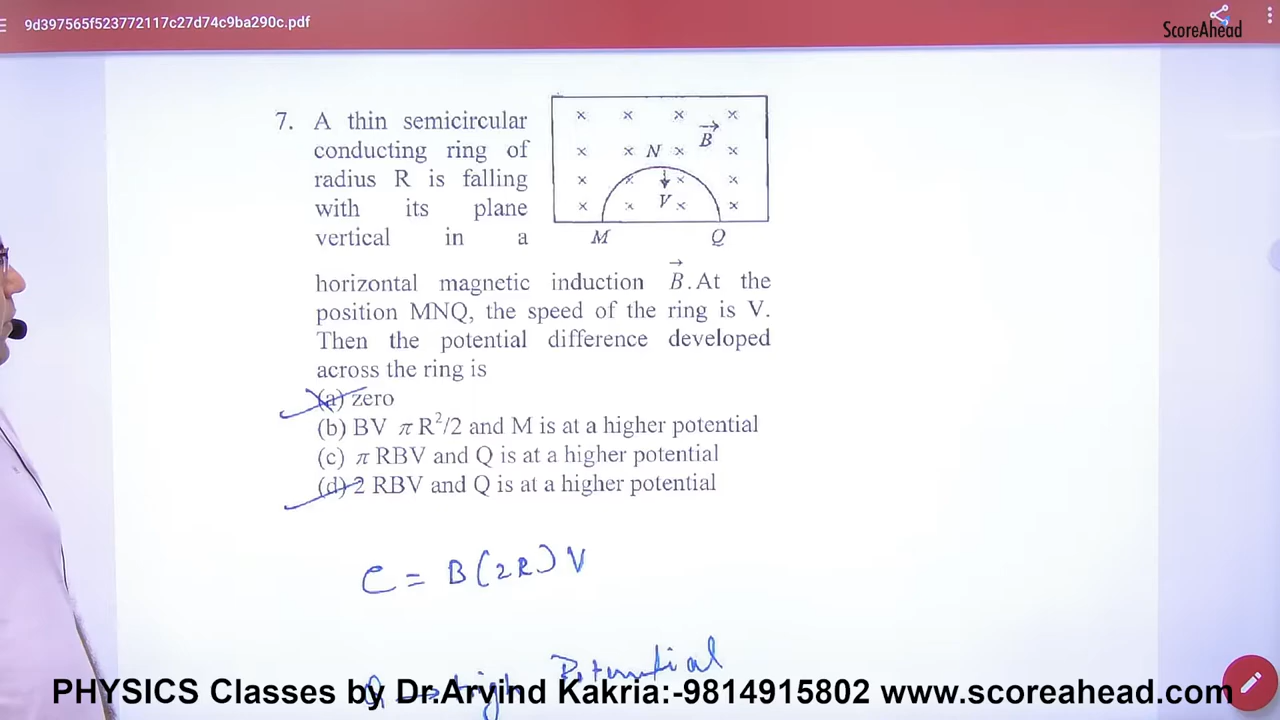 9d397565f523772117c27d74c9ba290c.pdf
ScoreAhead
7. A thin semicircular
conducting ring of
radius R is falling
with its plane
vertical in a
× × × ×
B
× × N × ×
× × × ×
V
× × × ×
M Q
horizontal magnetic induction B. At the
position MNQ, the speed of the ring is V.
Then the potential difference developed
across the ring is
(a) zero
(b) BV π R²/2 and M is at a higher potential
(c) π RBV and Q is at a higher potential
(d) 2 RBV and Q is at a higher potential
e = B(2R) V
Q → high Potential
PHYSICS Classes by Dr.Arvind Kakria:-9814915802 www.scoreahead.com